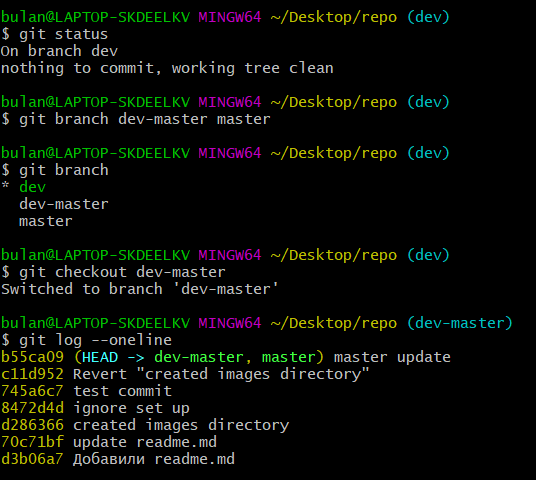 bulan@LAPTOP-SKDEELKV MINGW64 ~/Desktop/repo (dev)
$ git status
On branch dev
nothing to commit, working tree clean
bulan@LAPTOP-SKDEELKV MINGW64 ~/Desktop/repo (dev)
$ git branch dev-master master
bulan@LAPTOP-SKDEELKV MINGW64 ~/Desktop/repo (dev)
$ git branch
* dev
dev-master
master
bulan@LAPTOP-SKDEELKV MINGW64 ~/Desktop/repo (dev)
$ git checkout dev-master
Switched to branch 'dev-master'
bulan@LAPTOP-SKDEELKV MINGW64 ~/Desktop/repo (dev-master)
$ git log --oneline
b55ca09 (HEAD -> dev-master, master) master update
c11d952 Revert "created images directory"
745a6c7 test commit
8472d4d ignore set up
d286366 created images directory
70c71bf update readme.md
d3b06a7 Добавили readme.md